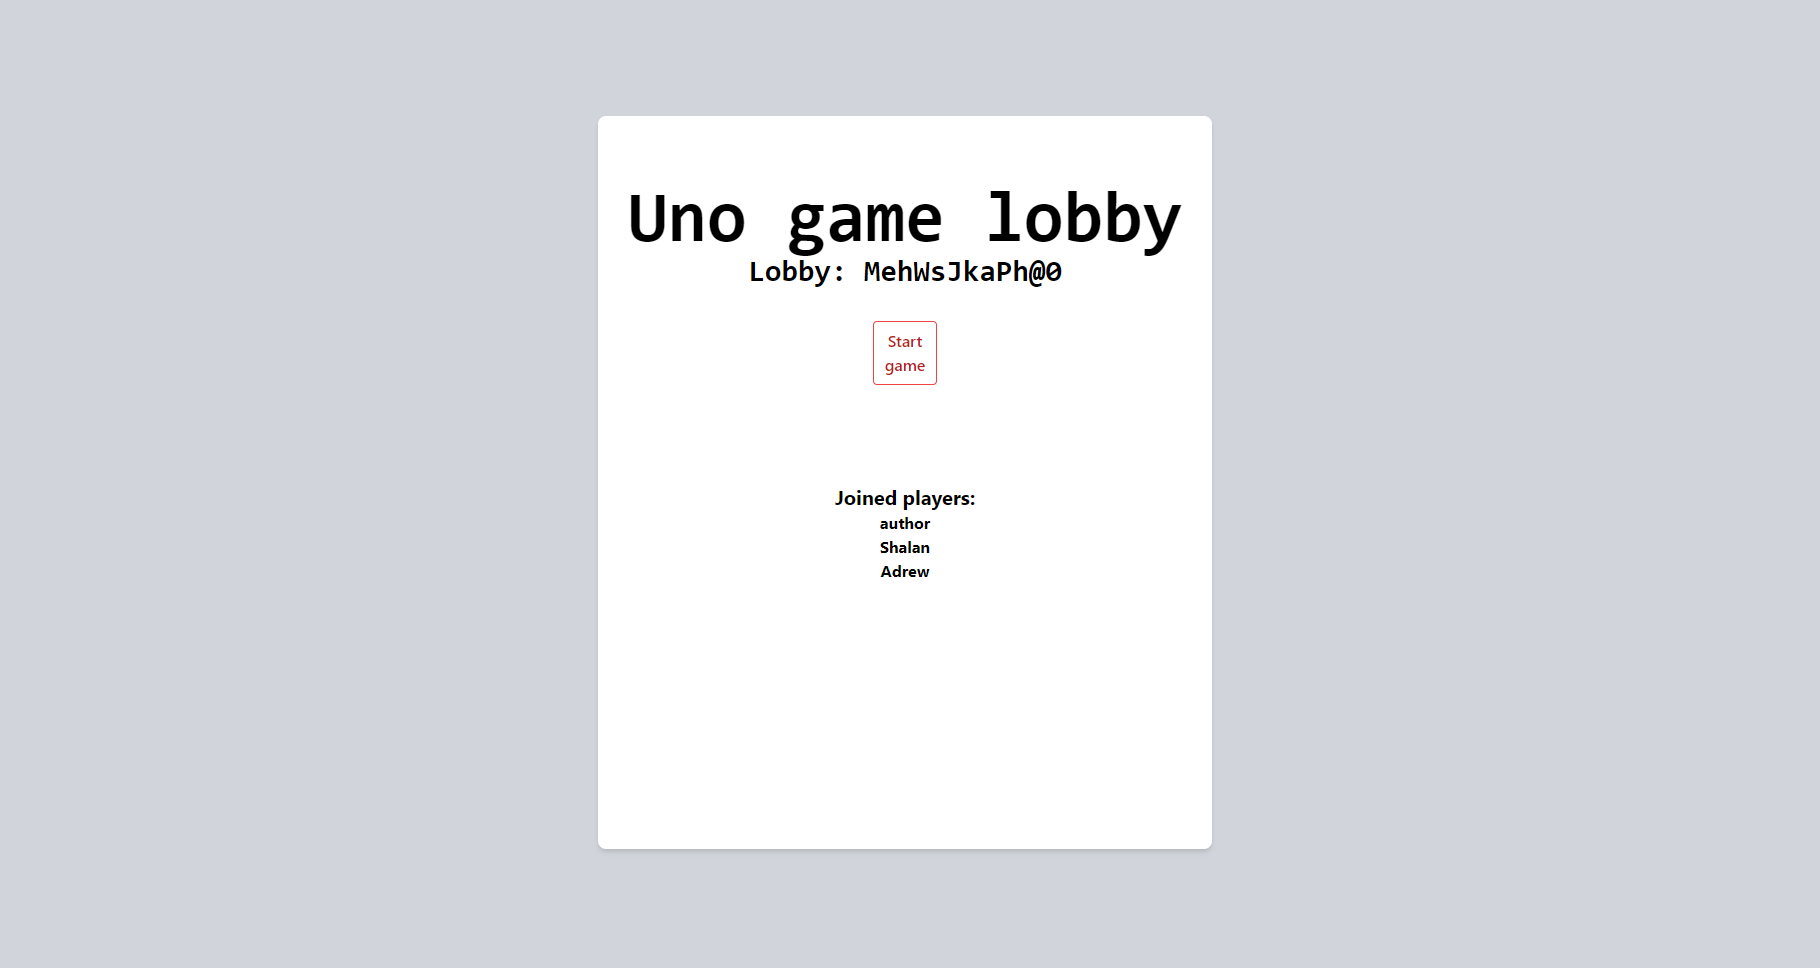 Uno game lobby
Lobby: MehWsJkaPh@0
Start
game
Joined players:
author
Shalan
Adrew